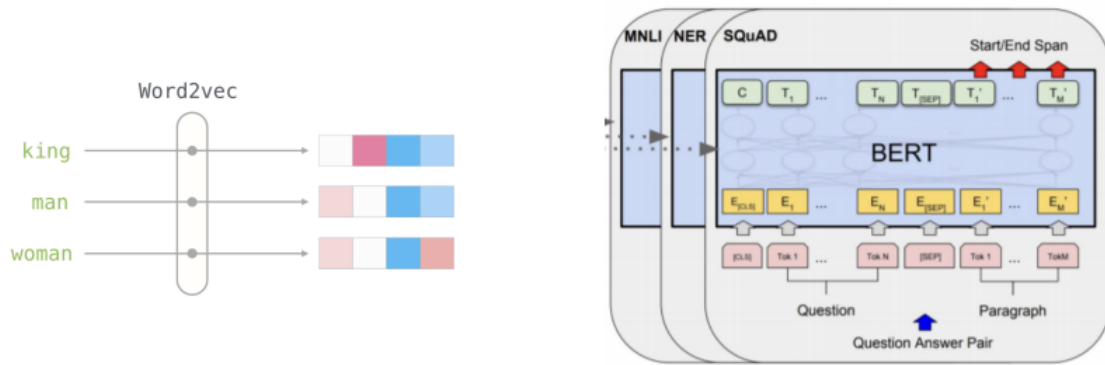 Word2vec
king
man
woman
MNLI NER SQuAD
Start/End Span
C T1 ... TN T[SEP] T1' ... TM'
BERT
E[CLS] E1 ... EN E[SEP] E1' ... EM'
[CLS] Tok 1 ... Tok N [SEP] Tok 1 ... TokM
Question Paragraph
Question Answer Pair